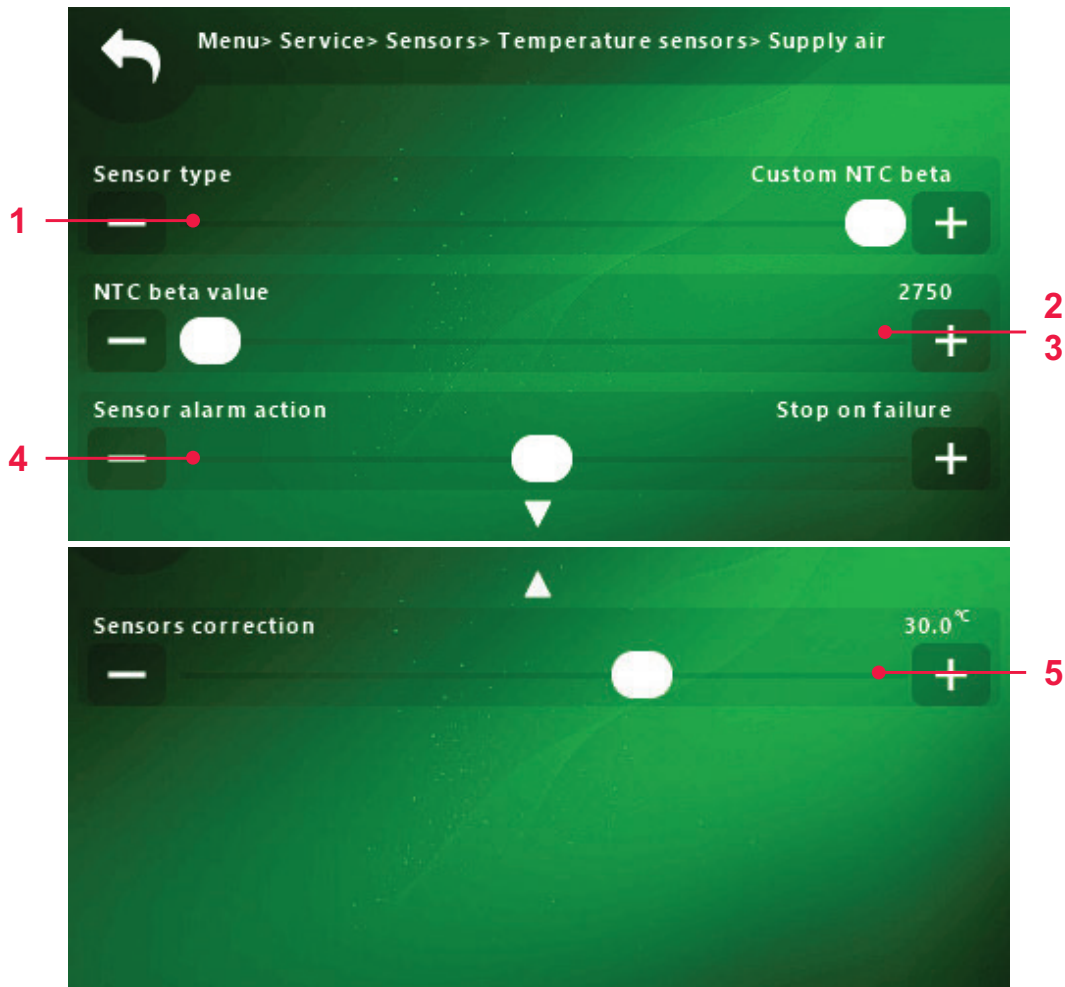 Menu> Service> Sensors> Temperature sensors> Supply air
Sensor type Custom NTC beta
1
NTC beta value 2750
2
3
Sensor alarm action Stop on failure
4
Sensors correction 30.0℃
5